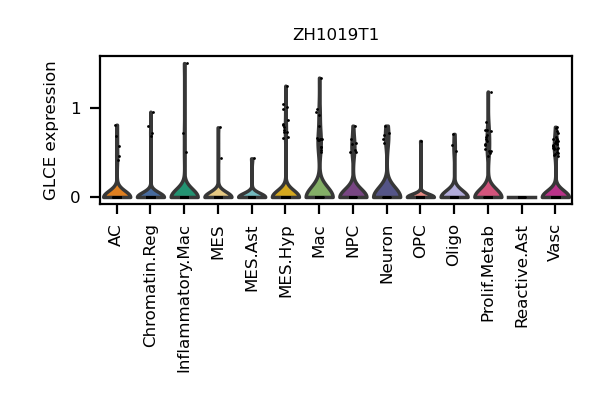 ZH1019T1
GLCE expression
1
0
AC
Chromatin.Reg
Inflammatory.Mac
MES
MES.Ast
MES.Hyp
Mac
NPC
Neuron
OPC
Oligo
Prolif.Metab
Reactive.Ast
Vasc